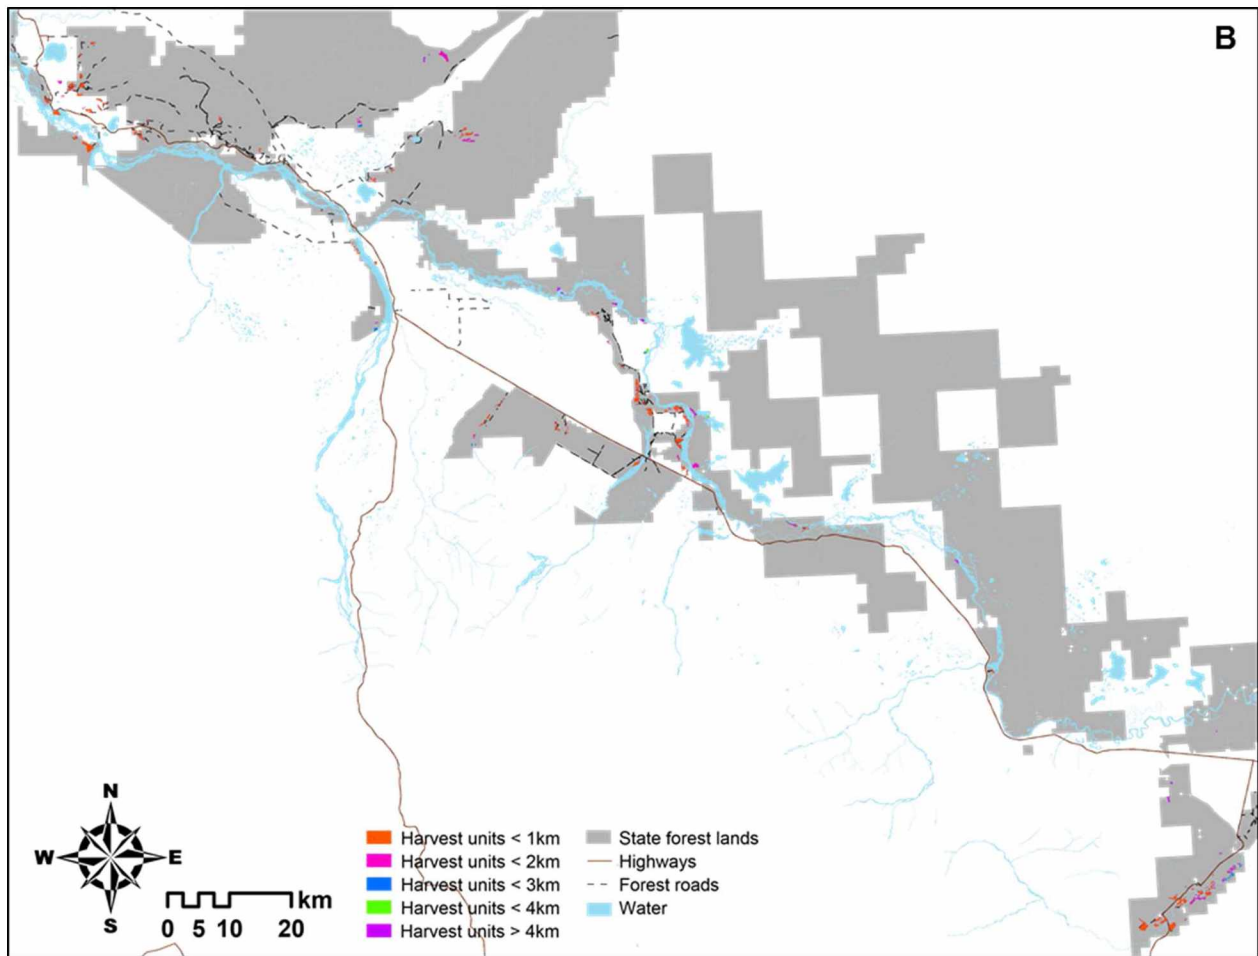 B
N
W E
S
0 5 10 20 km
Harvest units < 1km
Harvest units < 2km
Harvest units < 3km
Harvest units < 4km
Harvest units > 4km
State forest lands
Highways
Forest roads
Water